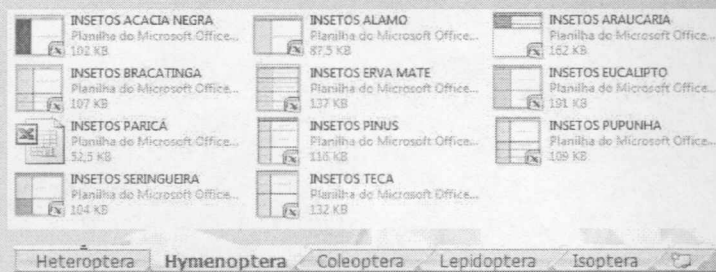 INSETOS ACACIA NEGRA
Planilha do Microsoft Office...
102 KB
INSETOS ALAMO
Planilha do Microsoft Office...
87,5 KB
INSETOS ARAUCARIA
Planilha do Microsoft Office...
162 KB
INSETOS BRACATINGA
Planilha do Microsoft Office...
107 KB
INSETOS ERVA MATE
Planilha do Microsoft Office...
137 KB
INSETOS EUCALIPTO
Planilha do Microsoft Office...
191 KB
INSETOS PARICÁ
Planilha do Microsoft Office...
52,5 KB
INSETOS PINUS
Planilha do Microsoft Office...
116 KB
INSETOS PUPUNHA
Planilha do Microsoft Office...
109 KB
INSETOS SERINGUEIRA
Planilha do Microsoft Office...
104 KB
INSETOS TECA
Planilha do Microsoft Office...
132 KB
Heteroptera Hymenoptera Coleoptera Lepidoptera Isoptera